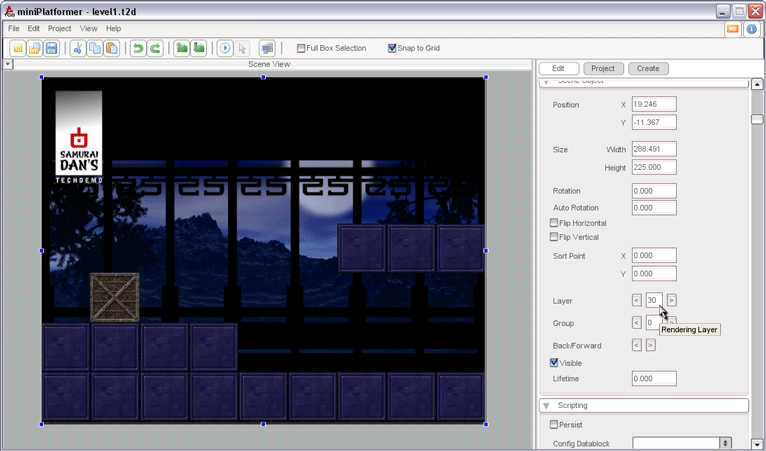 miniPlatformer - level1.t2d
File Edit Project View Help
Full Box Selection Snap to Grid
Scene View
Edit Project Create
Scene Object
Position X 19.246
Y -11.367
Size Width 288.491
Height 225.000
Rotation 0.000
Auto Rotation 0.000
Flip Horizontal
Flip Vertical
Sort Point X 0.000
Y 0.000
Layer < 30 >
Group < 0 >
Rendering Layer
Back/Forward < >
Visible
Lifetime 0.000
Scripting
Persist
Config Datablock
SAMURAI
DAN'S
TECHDEMO